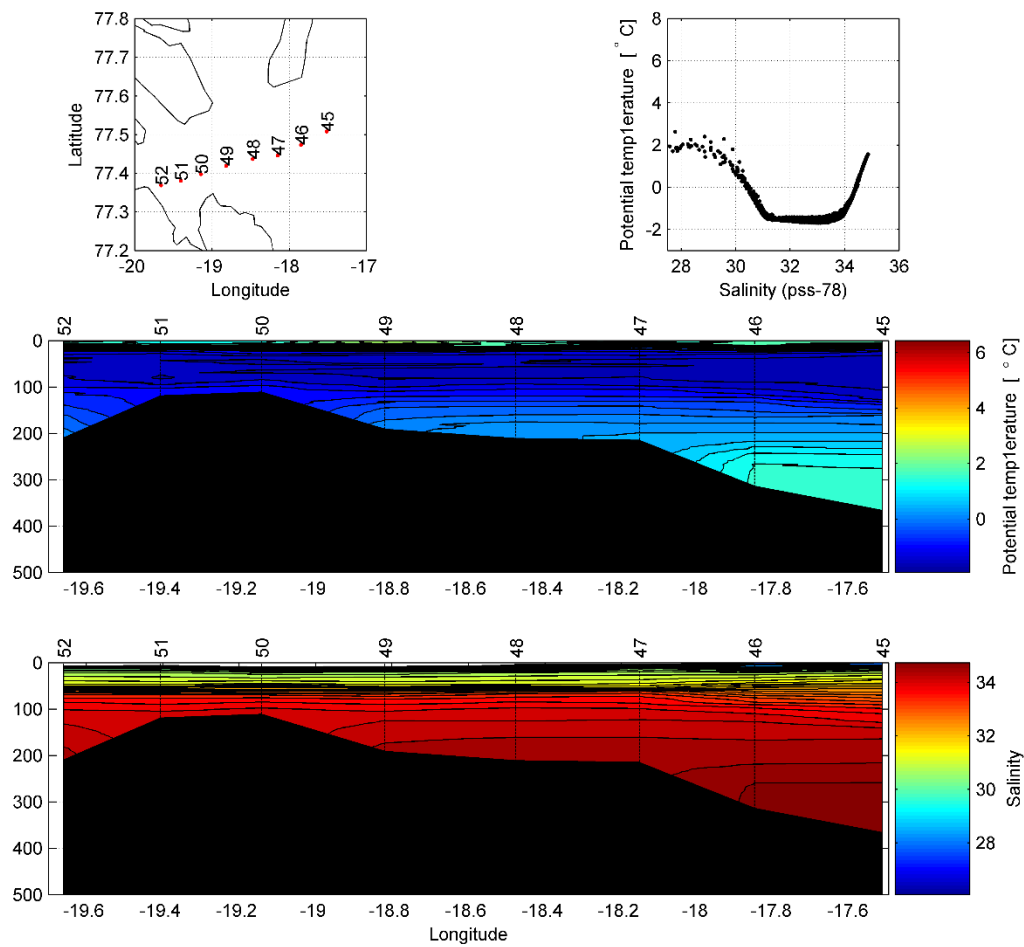 77.8
77.7
77.6
77.5
77.4
77.3
77.2
Latitude
52 51 50 49 48 47 46 45
-20 -19 -18 -17
Longitude
8
6
4
2
0
-2
Potential temp1erature [ ° C]
28 30 32 34 36
Salinity (pss-78)
52 51 50 49 48 47 46 45
0
100
200
300
400
500
-19.6 -19.4 -19.2 -19 -18.8 -18.6 -18.4 -18.2 -18 -17.8 -17.6
6
4
2
0
Potential temp1erature [ ° C]
52 51 50 49 48 47 46 45
0
100
200
300
400
500
-19.6 -19.4 -19.2 -19 -18.8 -18.6 -18.4 -18.2 -18 -17.8 -17.6
Longitude
34
32
30
28
Salinity